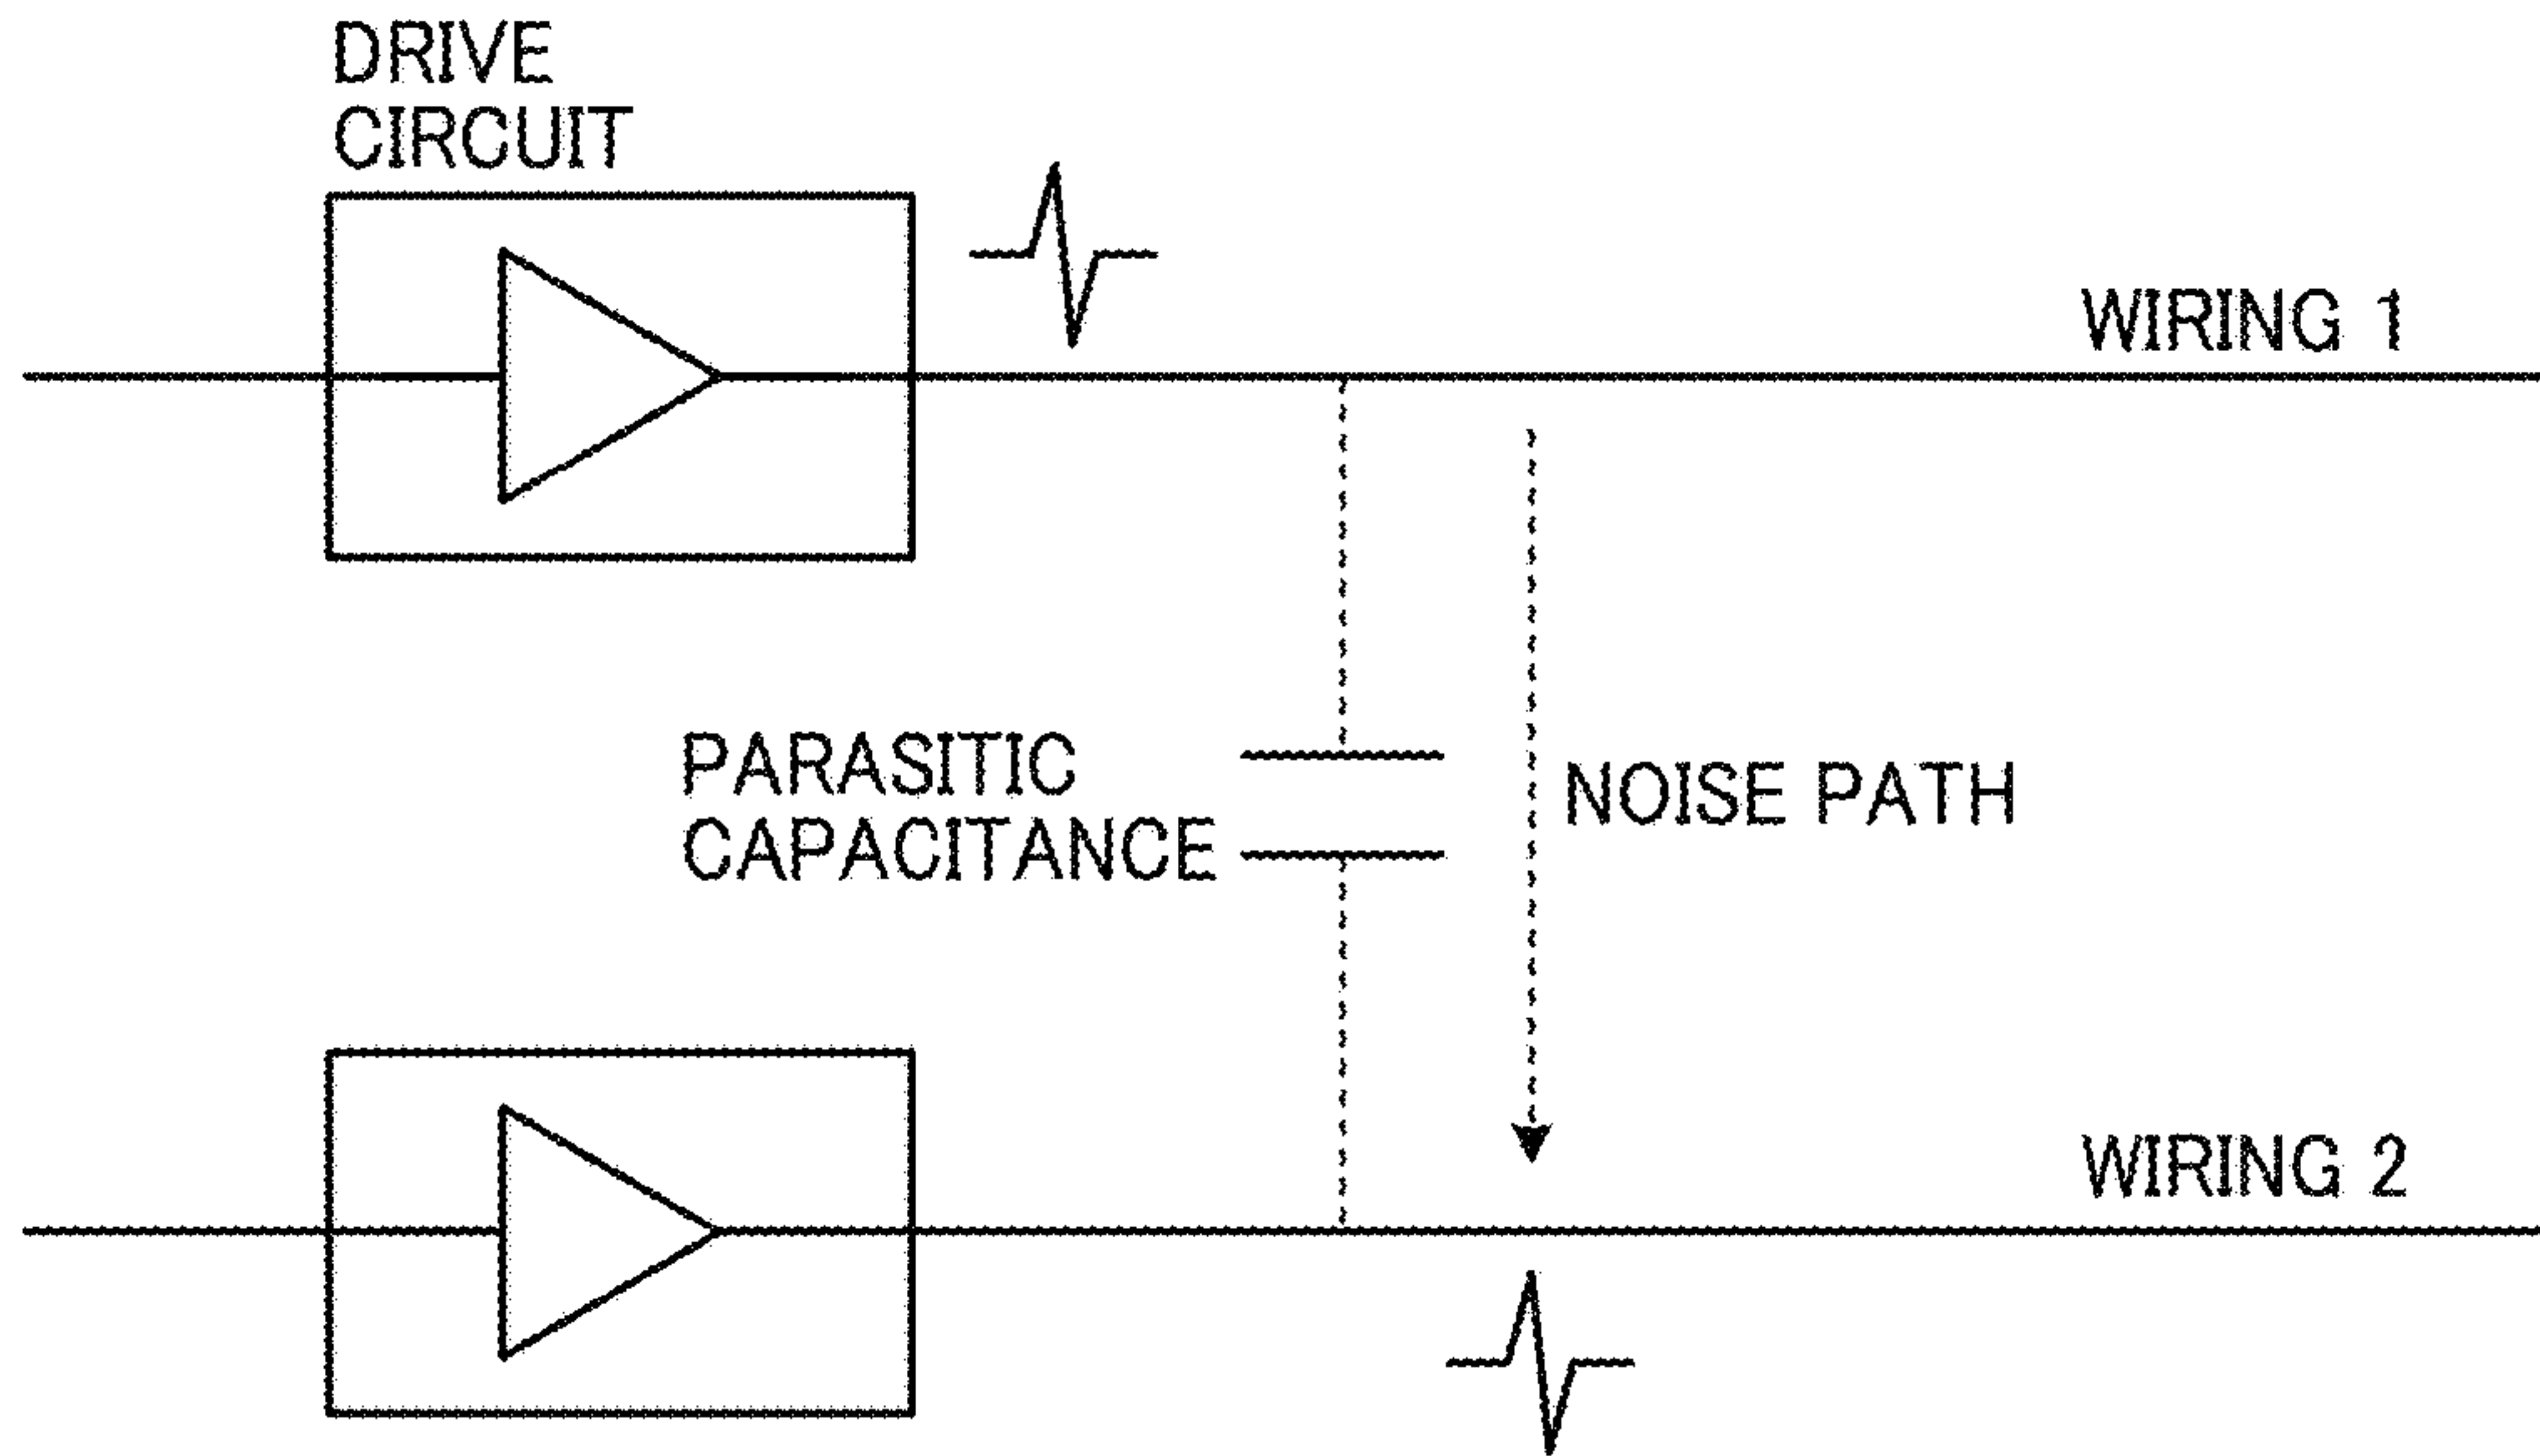 DRIVE
CIRCUIT
WIRING 1
PARASITIC
CAPACITANCE
NOISE PATH
WIRING 2